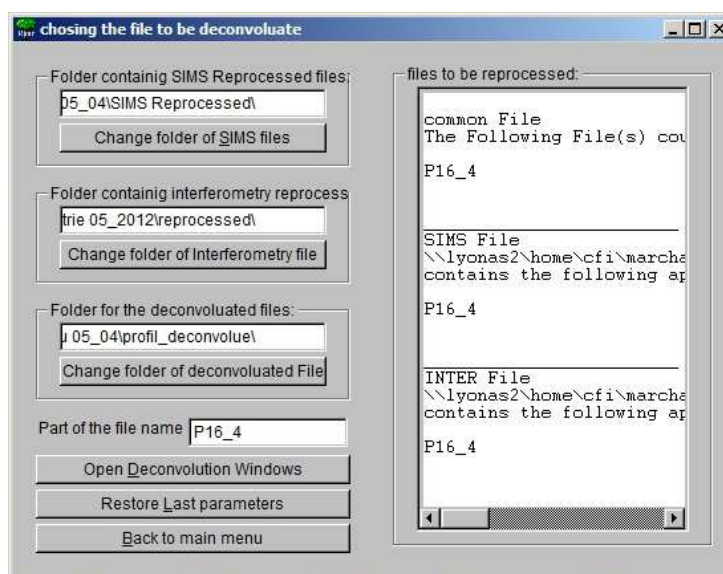 chosing the file to be deconvoluate
Folder containig SIMS Reprocessed files:
05_04\SIMS Reprocessed\
Change folder of SIMS files
Folder containig interferometry reprocess
trie 05_2012\reprocessed\
Change folder of Interferometry file
Folder for the deconvoluated files:
05_04\profil_deconvolue\
Change folder of deconvoluated File
Part of the file name P16_4
Open Deconvolution Windows
Restore Last parameters
Back to main menu
files to be reprocessed:
common File
The Following File(s) cou
P16_4
SIMS File
\\lyonas2\home\cfi\marcha
contains the following ap
P16_4
INTER File
\\lyonas2\home\cfi\marcha
contains the following ap
P16_4